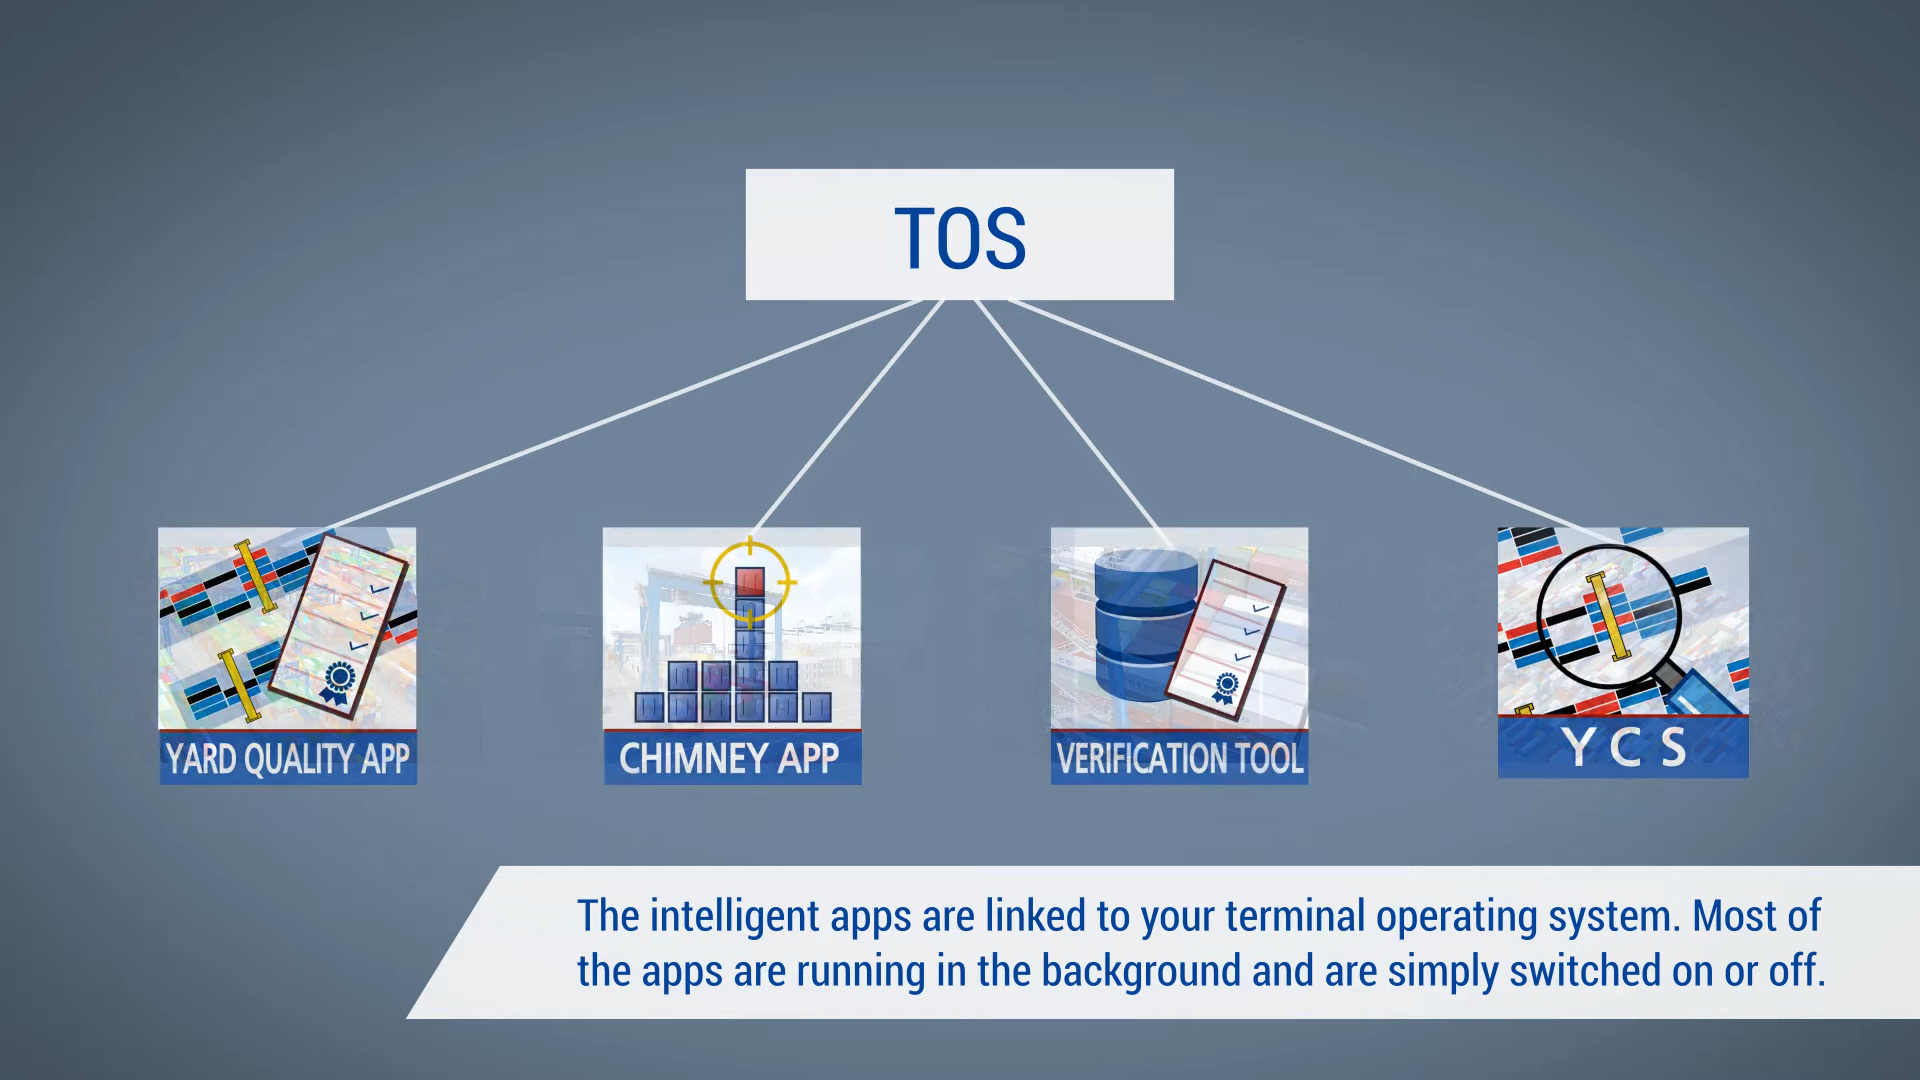 TOS
YARD QUALITY APP
CHIMNEY APP
VERIFICATION TOOL
Y C S
The intelligent apps are linked to your terminal operating system. Most of
the apps are running in the background and are simply switched on or off.